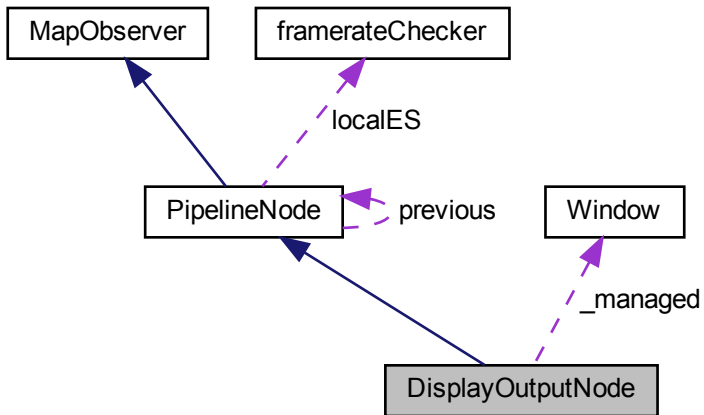 MapObserver
framerateChecker
localES
PipelineNode
previous
Window
_managed
DisplayOutputNode